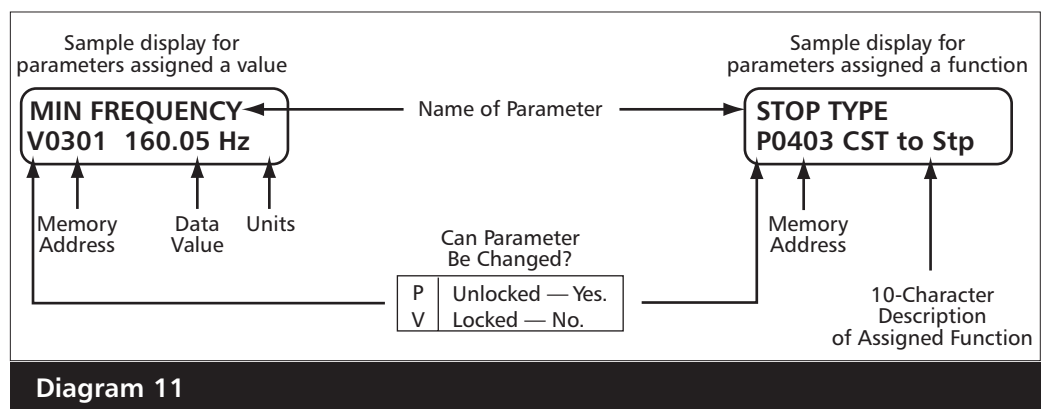 Sample display for
parameters assigned a value
MIN FREQUENCY
V0301 160.05 Hz
Name of Parameter
Sample display for
parameters assigned a function
STOP TYPE
P0403 CST to Stp
Memory
Address
Data
Value
Units
Can Parameter
Be Changed?
P Unlocked — Yes.
V Locked — No.
Memory
Address
10-Character
Description
of Assigned Function
Diagram 11